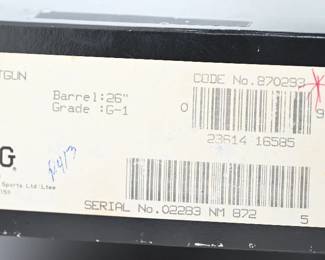 TGUN
CODE No.870293
Barrel:26"
Grade :G-1
0
9
23614 16585
G®
Sports Ltd/Ltee
SERIAL No.02283 NM 872
5